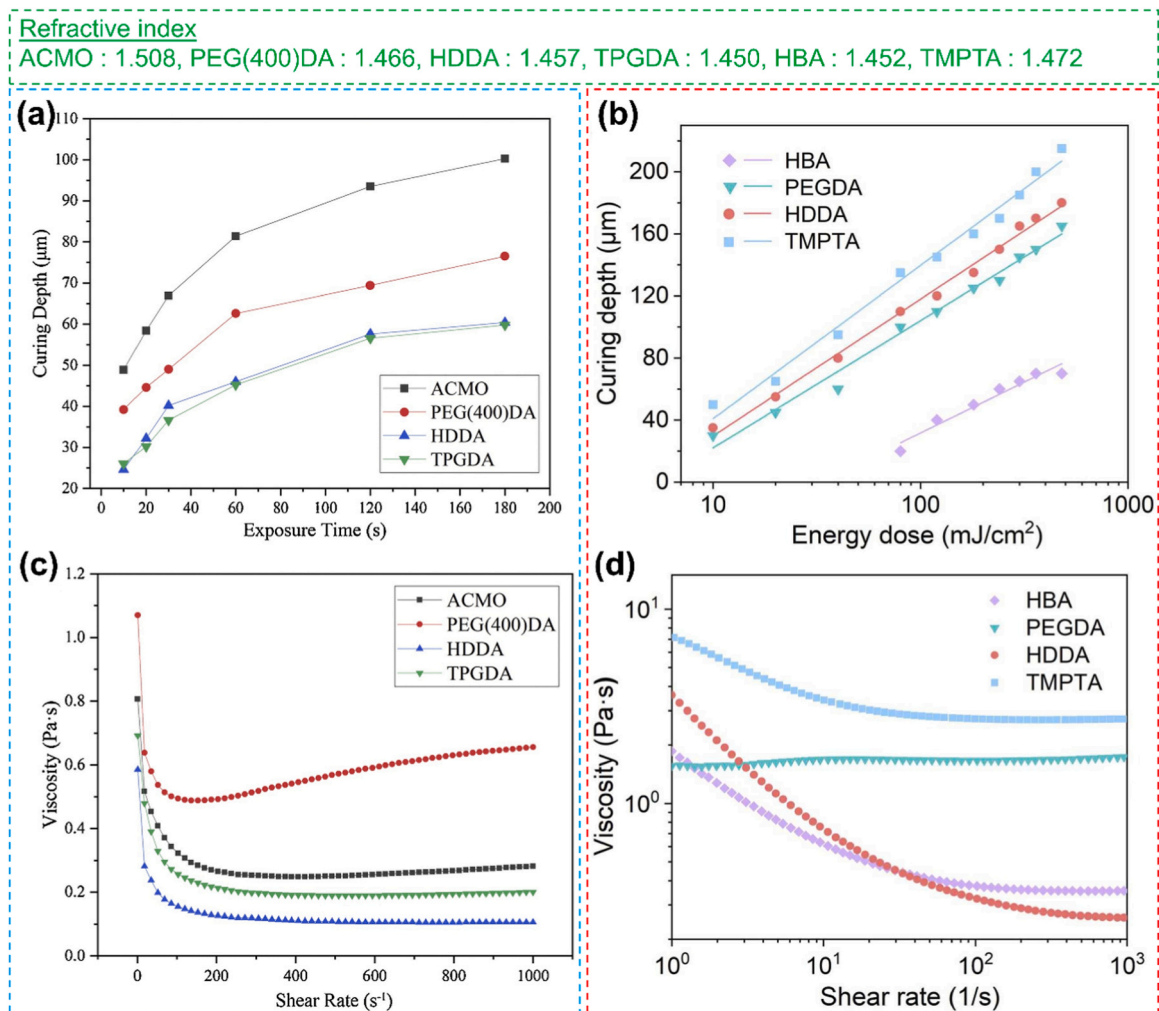 Refractive index
ACMO : 1.508, PEG(400)DA : 1.466, HDDA : 1.457, TPGDA : 1.450, HBA : 1.452, TMPTA : 1.472
(a)
110
100
90
80
70
60
50
40
30
20
Curing Depth (μm)
0 20 40 60 80 100 120 140 160 180 200
Exposure Time (s)
ACMO
PEG(400)DA
HDDA
TPGDA
(b)
200
160
120
80
40
0
Curing depth (μm)
10 100 1000
Energy dose (mJ/cm²)
HBA
PEGDA
HDDA
TMPTA
(c)
1.2
1.0
0.8
0.6
0.4
0.2
0.0
Viscosity (Pa·s)
0 200 400 600 800 1000
Shear Rate (s⁻¹)
ACMO
PEG(400)DA
HDDA
TPGDA
(d)
10¹
10⁰
Viscosity (Pa·s)
10⁰ 10¹ 10² 10³
Shear rate (1/s)
HBA
PEGDA
HDDA
TMPTA